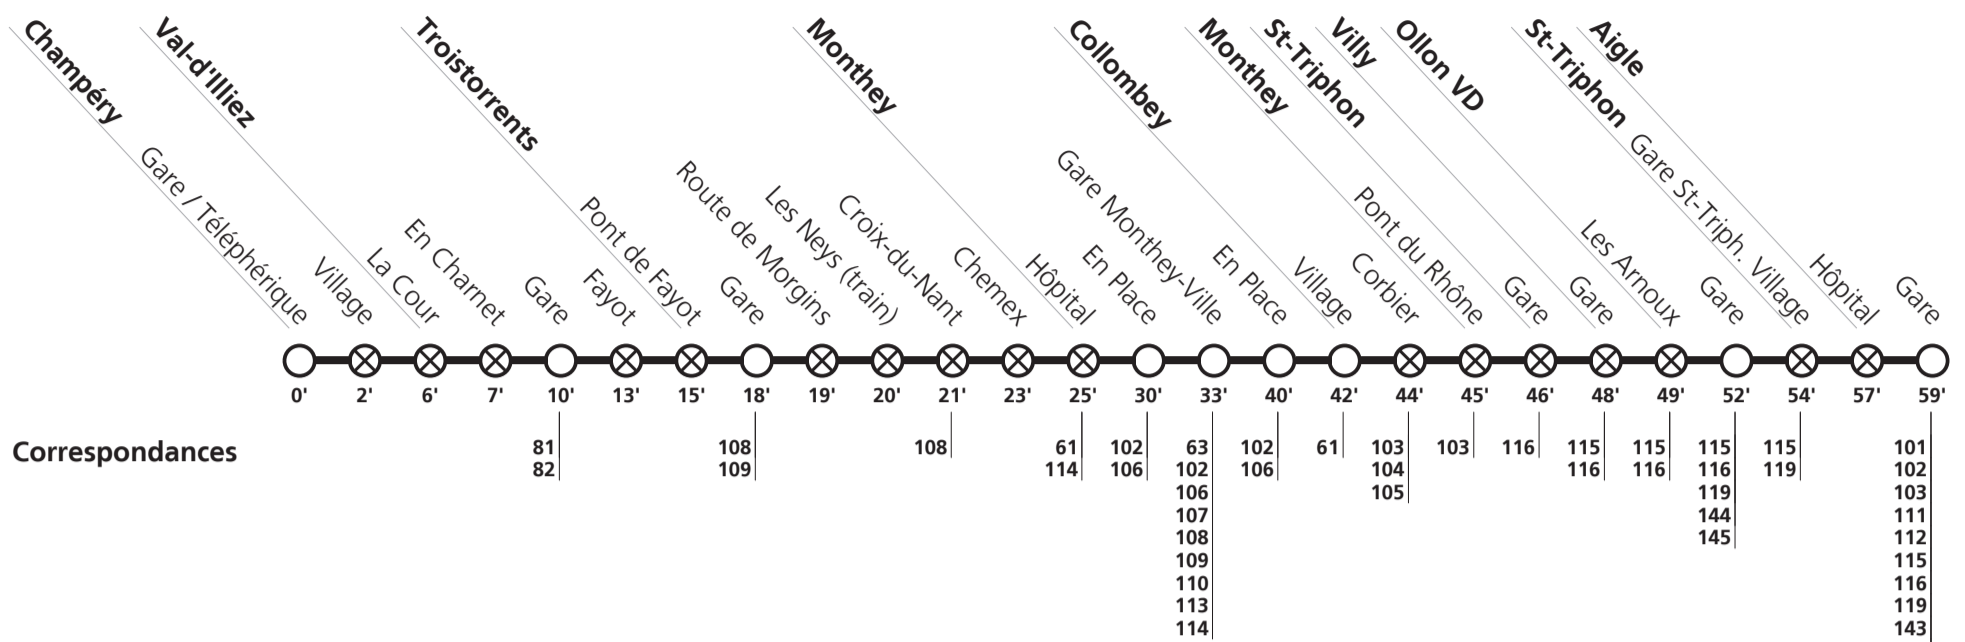 Champéry
Val-d'Illiez
Troistorrents
Monthey
Collombey
Monthey
St-Triphon
Villy
Ollon VD
St-Triphon
Aigle
Gare / Téléphérique
Village
La Cour
En Charnet
Gare
Fayot
Pont de Fayot
Gare
Route de Morgins
Les Neys (train)
Croix-du-Nant
Chemex
Hôpital
En Place
Gare Monthey-Ville
En Place
Village
Corbier
Pont du Rhône
Gare
Gare
Les Arnoux
Gare
Gare St-Triph. Village
Hôpital
Gare
0' 2' 6' 7' 10' 13' 15' 18' 19' 20' 21' 23' 25' 30' 33' 40' 42' 44' 45' 46' 48' 49' 52' 54' 57' 59'
Correspondances 81 108 108 61 102 63 102 61 103 103 116 115 115 115 115 101
82 109 114 106 102 106 104 116 116 116 119 102
106 105 119 103
107 144 111
108 145 112
109 115
110 116
113 119
114 143